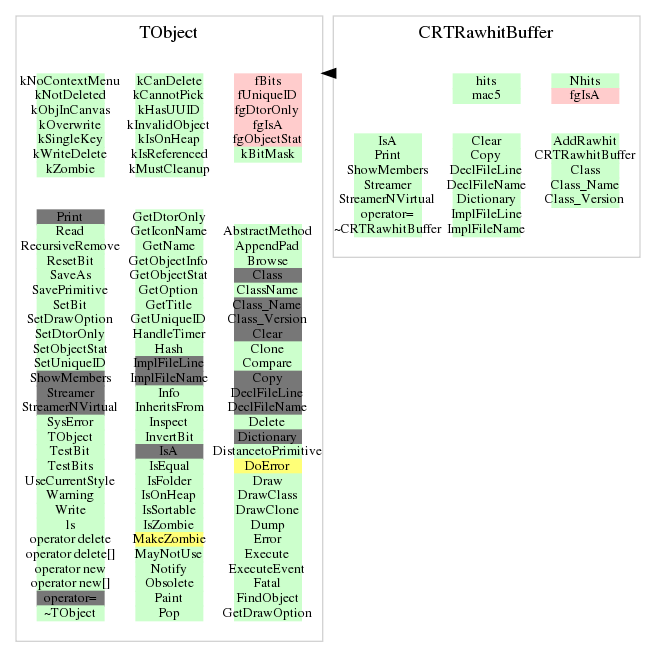 TObject
kNoContextMenu kCanDelete fBits
kNotDeleted kCannotPick fUniqueID
kObjInCanvas kHasUUID fgDtorOnly
kOverwrite kInvalidObject fgIsA
kSingleKey kIsOnHeap fgObjectStat
kWriteDelete kIsReferenced kBitMask
kZombie kMustCleanup
Print GetDtorOnly
Read GetIconName AbstractMethod
RecursiveRemove GetName AppendPad
ResetBit GetObjectInfo Browse
SaveAs GetObjectStat Class
SavePrimitive GetOption ClassName
SetBit GetTitle Class_Name
SetDrawOption GetUniqueID Class_Version
SetDtorOnly HandleTimer Clear
SetObjectStat Hash Clone
SetUniqueID ImplFileLine Compare
ShowMembers ImplFileName Copy
Streamer Info DeclFileLine
StreamerNVirtual InheritsFrom DeclFileName
SysError Inspect Delete
TObject InvertBit Dictionary
TestBit IsA DistancetoPrimitive
TestBits IsEqual DoError
UseCurrentStyle IsFolder Draw
Warning IsOnHeap DrawClass
Write IsSortable DrawClone
ls IsZombie Dump
operator delete MakeZombie Error
operator delete[] MayNotUse Execute
operator new Notify ExecuteEvent
operator new[] Obsolete Fatal
operator= Paint FindObject
~TObject Pop GetDrawOption
CRTRawhitBuffer
hits Nhits
mac5 fgIsA
IsA Clear AddRawhit
Print Copy CRTRawhitBuffer
ShowMembers DeclFileLine Class
Streamer DeclFileName Class_Name
StreamerNVirtual Dictionary Class_Version
operator= ImplFileLine
~CRTRawhitBuffer ImplFileName